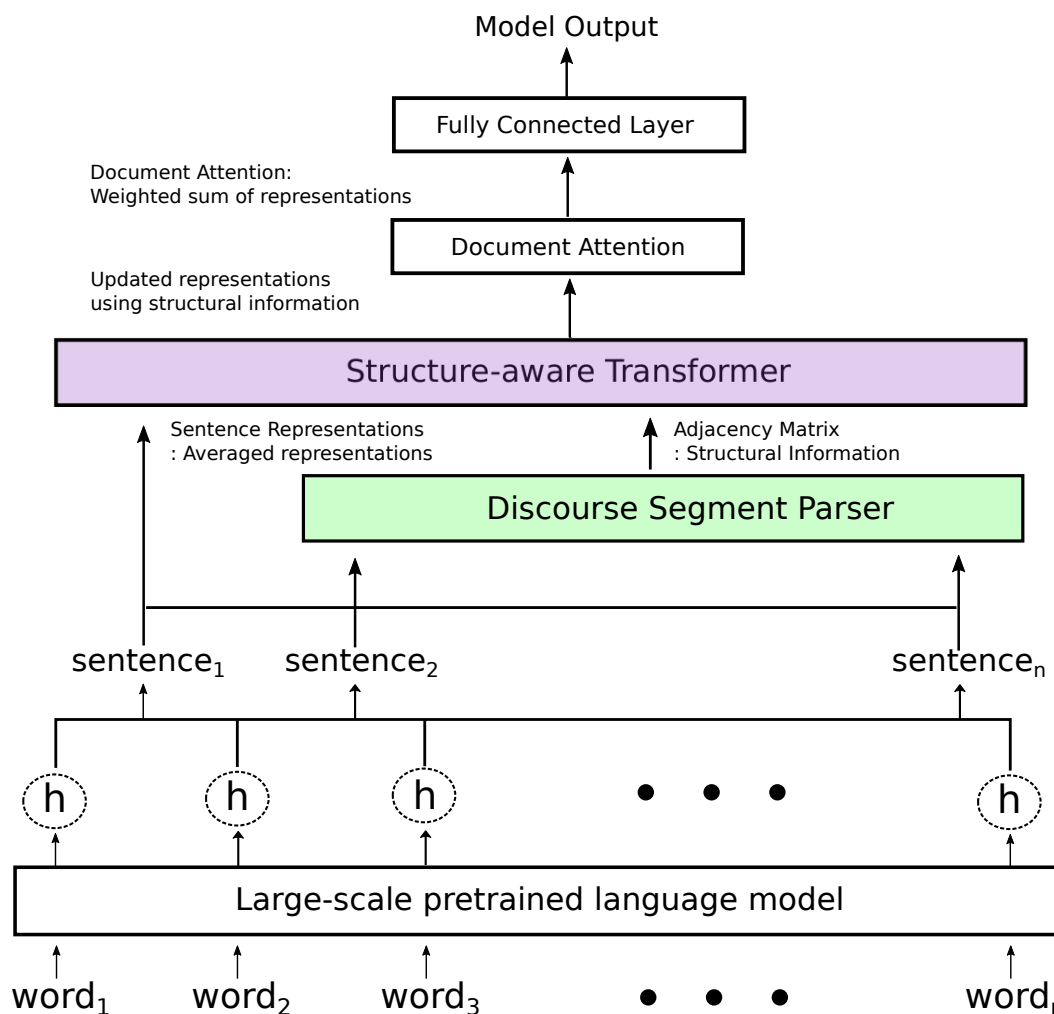 Model Output
Fully Connected Layer
Document Attention:
Weighted sum of representations
Document Attention
Updated representations
using structural information
Structure-aware Transformer
Sentence Representations
: Averaged representations
Adjacency Matrix
: Structural Information
Discourse Segment Parser
sentence₁ sentence₂ sentenceₙ
h h h h
Large-scale pretrained language model
word₁ word₂ word₃ word